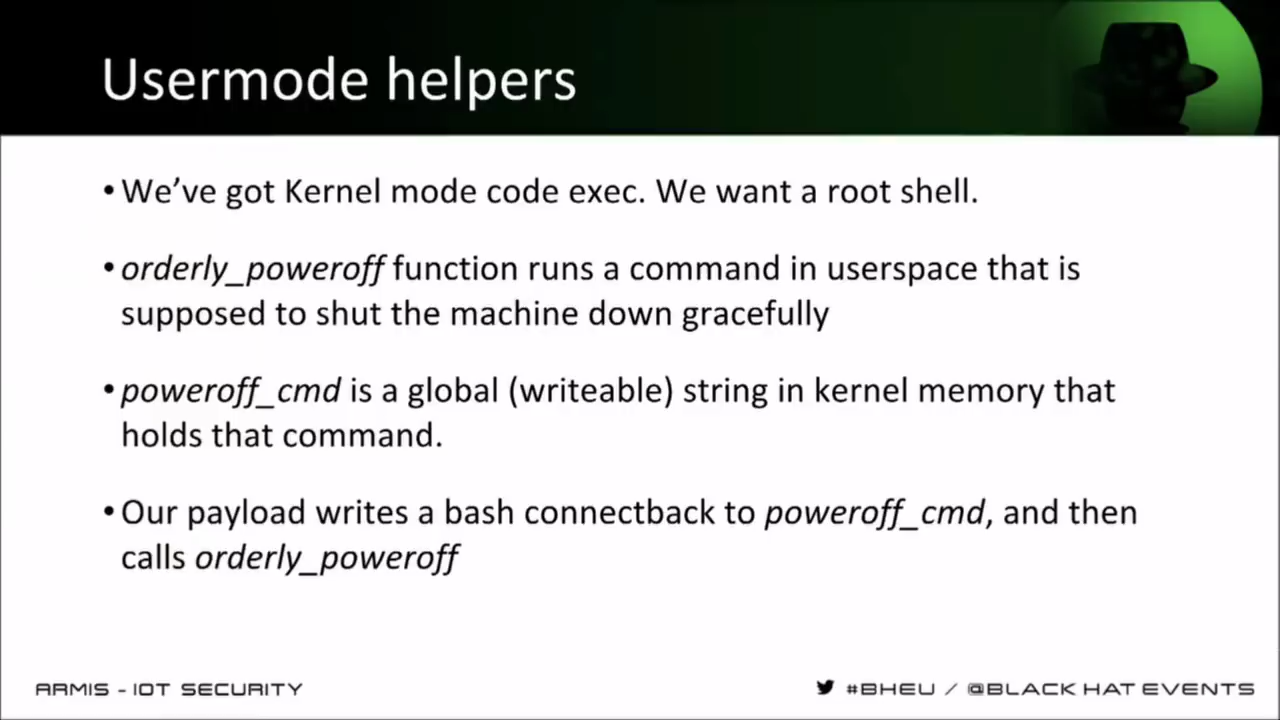 Usermode helpers
•We’ve got Kernel mode code exec. We want a root shell.
•orderly_poweroff function runs a command in userspace that is
supposed to shut the machine down gracefully
•poweroff_cmd is a global (writeable) string in kernel memory that
holds that command.
•Our payload writes a bash connectback to poweroff_cmd, and then
calls orderly_poweroff
ARMIS - IOT SECURITY
#BHEU / @BLACK HAT EVENTS